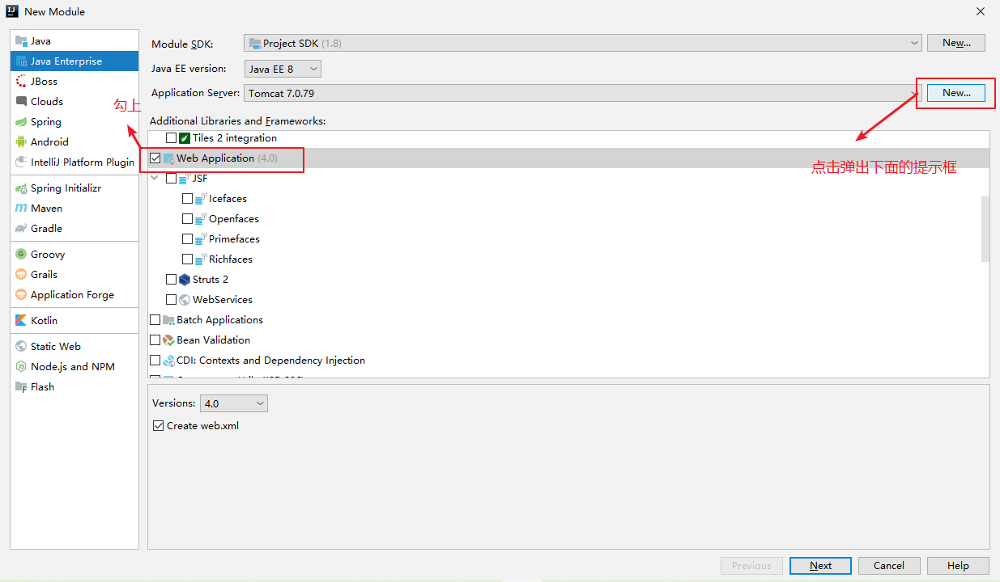 New Module
Java
Java Enterprise
JBoss
Clouds
Spring
Android
IntelliJ Platform Plugin
Spring Initializr
Maven
Gradle
Groovy
Grails
Application Forge
Kotlin
Static Web
Node.js and NPM
Flash
勾上
Module SDK: Project SDK (1.8) New...
Java EE version: Java EE 8
Application Server: Tomcat 7.0.79 New...
点击弹出下面的提示框
Additional Libraries and Frameworks:
Tiles 2 integration
Web Application (4.0)
JSF
Icefaces
Openfaces
Primefaces
Richfaces
Struts 2
WebServices
Batch Applications
Bean Validation
CDI: Contexts and Dependency Injection
Versions: 4.0
Create web.xml
Previous Next Cancel Help